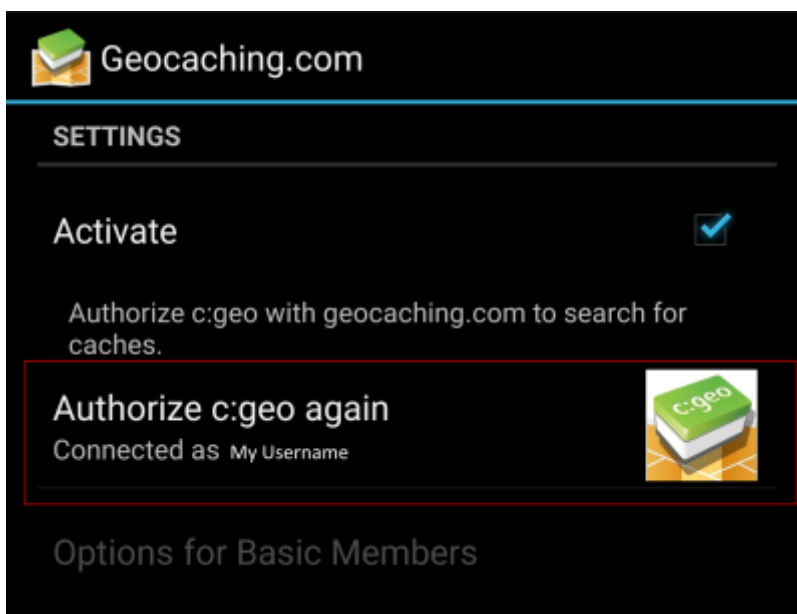 Geocaching.com
SETTINGS
Activate
Authorize c:geo with geocaching.com to search for
caches.
Authorize c:geo again
c:geo
Connected as My Username
Options for Basic Members